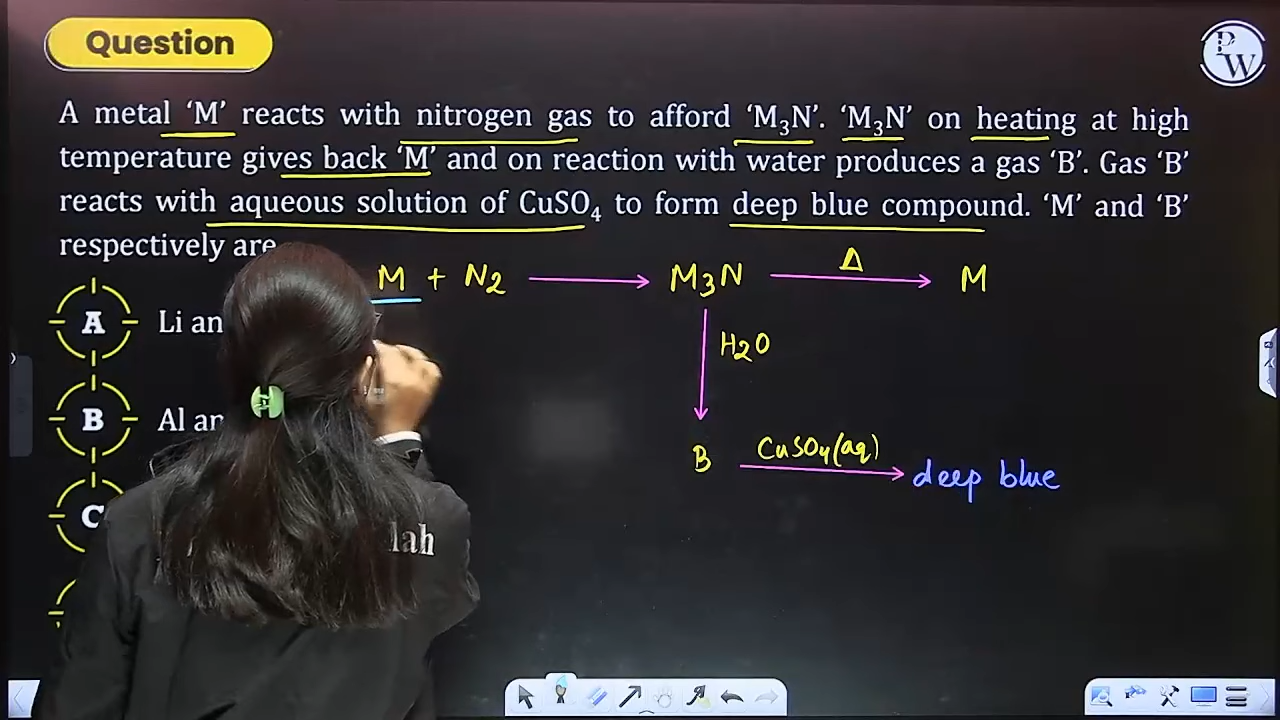 Question
PW
A metal ‘M’ reacts with nitrogen gas to afford ‘M₃N’. ‘M₃N’ on heating at high
temperature gives back ‘M’ and on reaction with water produces a gas ‘B’. Gas ‘B’
reacts with aqueous solution of CuSO₄ to form deep blue compound. ‘M’ and ‘B’
respectively are
M + N₂ ⟶ M₃N Δ⟶ M
A Li
H₂O
B Al
B CuSO₄(aq)⟶ deep blue
C